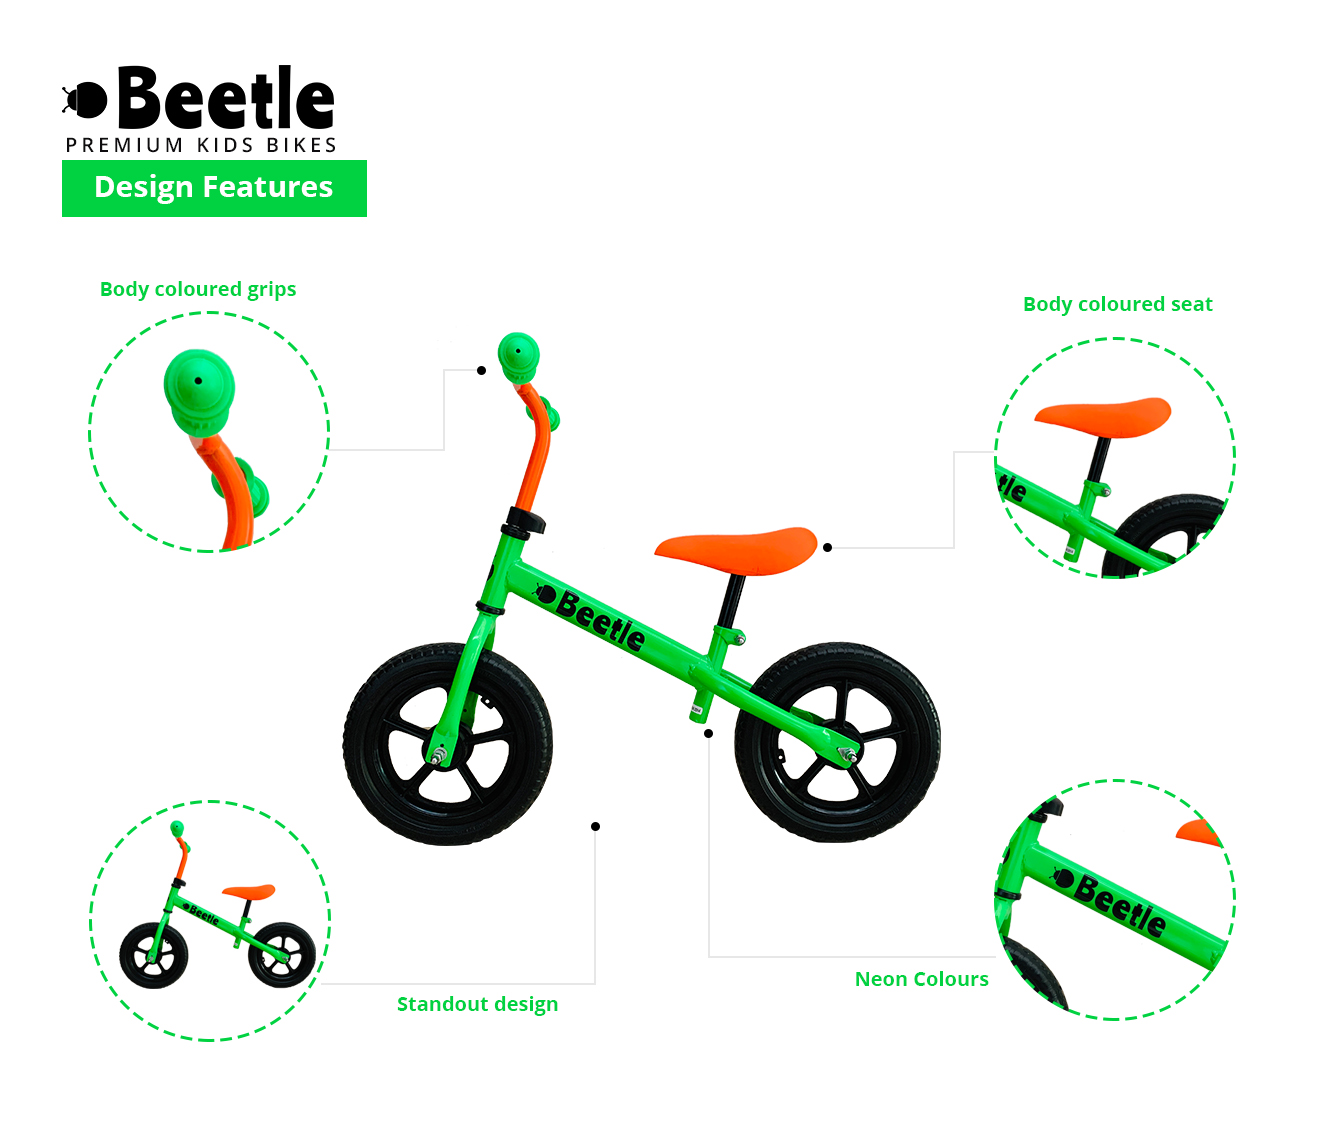 Beetle
PREMIUM KIDS BIKES
Design Features
Body coloured grips
Body coloured seat
tle
Beetle
Beetle
Beetle
Neon Colours
Standout design